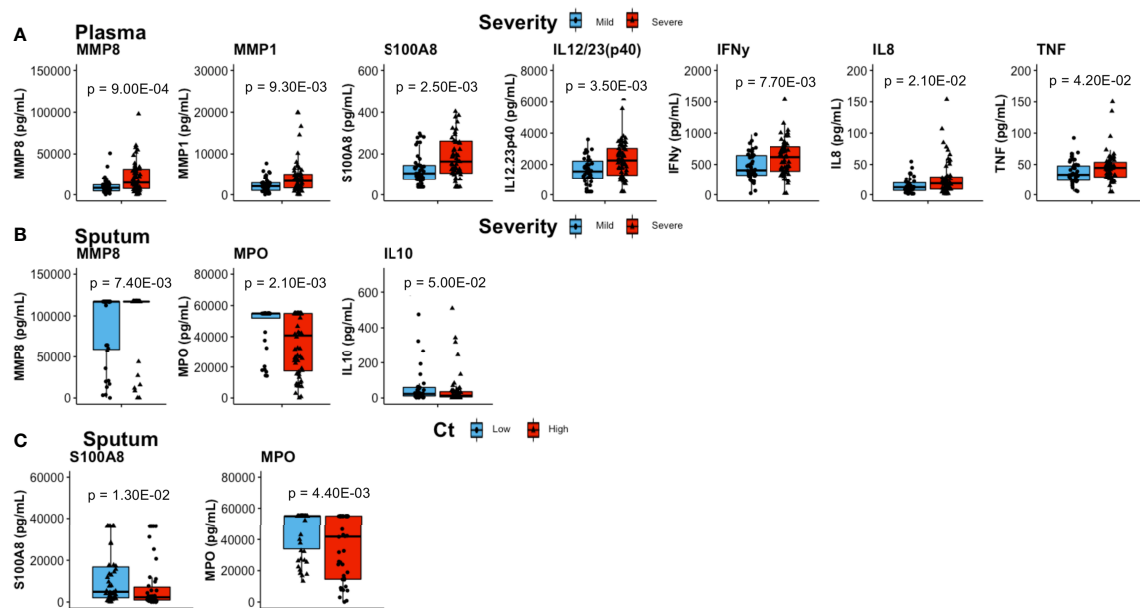 Severity Mild Severe
A Plasma
MMP8 MMP1 S100A8 IL12/23(p40) IFNy IL8 TNF
p = 9.00E-04 p = 9.30E-03 p = 2.50E-03 p = 3.50E-03 p = 7.70E-03 p = 2.10E-02 p = 4.20E-02
MMP8 (pg/mL)
150000
100000
50000
0
MMP1 (pg/mL)
30000
20000
10000
0
S100A8 (pg/mL)
600
400
200
0
IL12.23p40 (pg/mL)
8000
6000
4000
2000
0
IFNy (pg/mL)
2000
1500
1000
500
0
IL8 (pg/mL)
200
150
100
50
0
TNF (pg/mL)
200
150
100
50
0
B Sputum
Severity Mild Severe
MMP8 MPO IL10
p = 7.40E-03 p = 2.10E-03 p = 5.00E-02
MMP8 (pg/mL)
150000
100000
50000
0
MPO (pg/mL)
80000
60000
40000
20000
0
IL10 (pg/mL)
600
400
200
0
Ct Low High
C Sputum
S100A8 MPO
p = 1.30E-02 p = 4.40E-03
S100A8 (pg/mL)
60000
40000
20000
0
MPO (pg/mL)
80000
60000
40000
20000
0